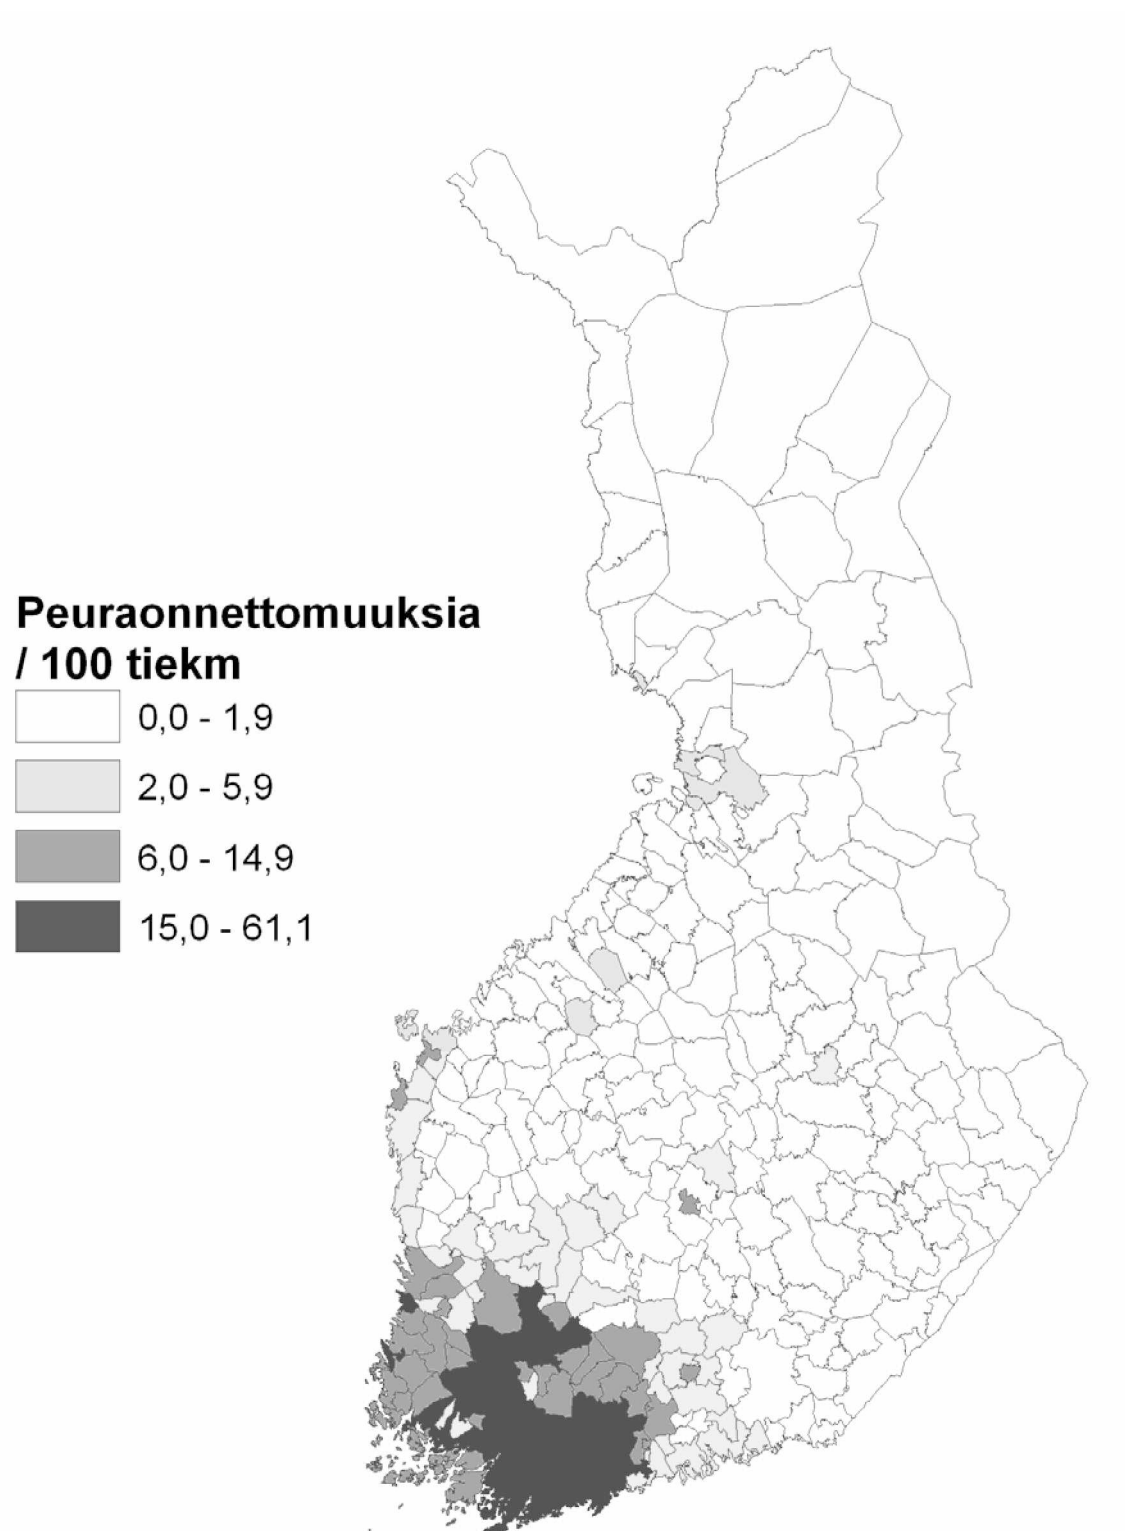 Peuraonnettomuuksia
/ 100 tiekm
0,0 - 1,9
2,0 - 5,9
6,0 - 14,9
15,0 - 61,1